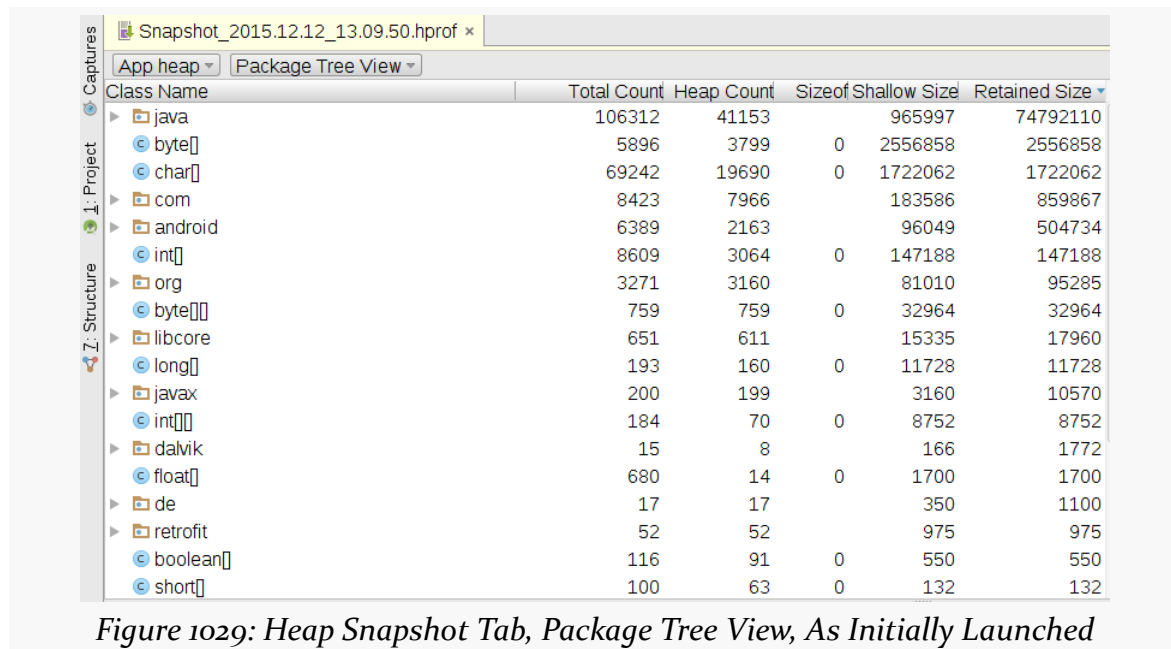 Snapshot_2015.12.12_13.09.50.hprof ×
App heap Package Tree View
Class Name Total Count Heap Count Sizeof Shallow Size Retained Size
java 106312 41153 965997 74792110
byte[] 5896 3799 0 2556858 2556858
char[] 69242 19690 0 1722062 1722062
com 8423 7966 183586 859867
android 6389 2163 96049 504734
int[] 8609 3064 0 147188 147188
org 3271 3160 81010 95285
byte[][] 759 759 0 32964 32964
libcore 651 611 15335 17960
long[] 193 160 0 11728 11728
javax 200 199 3160 10570
int[][] 184 70 0 8752 8752
dalvik 15 8 166 1772
float[] 680 14 0 1700 1700
de 17 17 350 1100
retrofit 52 52 975 975
boolean[] 116 91 0 550 550
short[] 100 63 0 132 132
Captures
1: Project
7: Structure
Figure 1029: Heap Snapshot Tab, Package Tree View, As Initially Launched